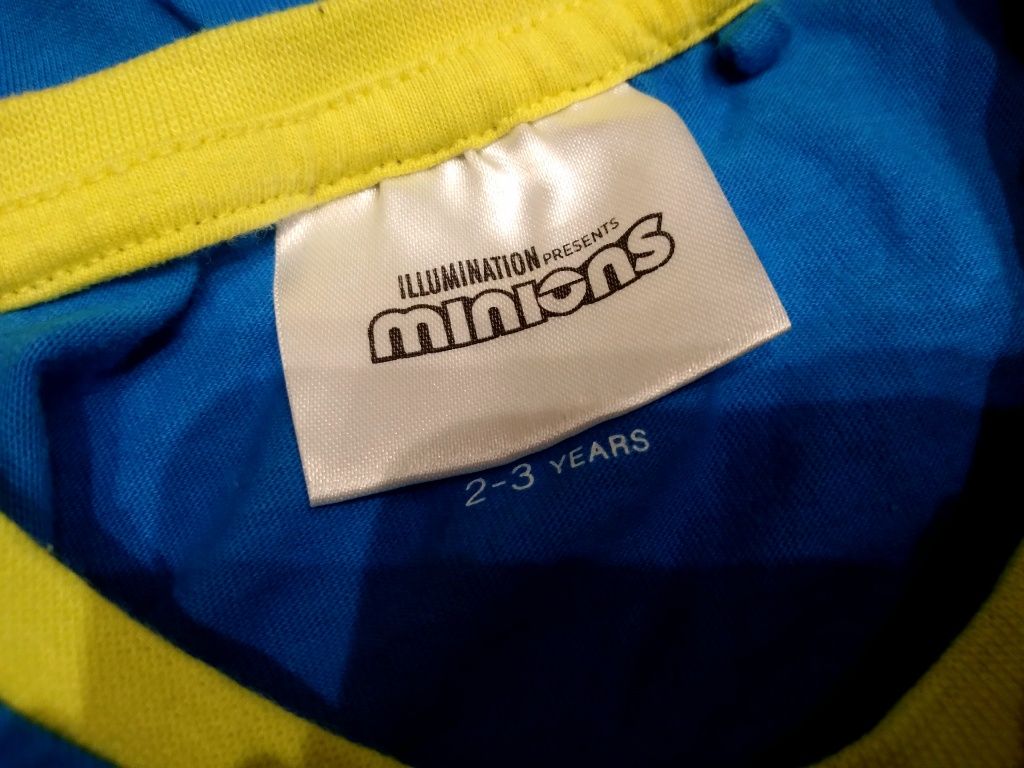 ILLUMINATION PRESENTS
minions
2-3 YEARS